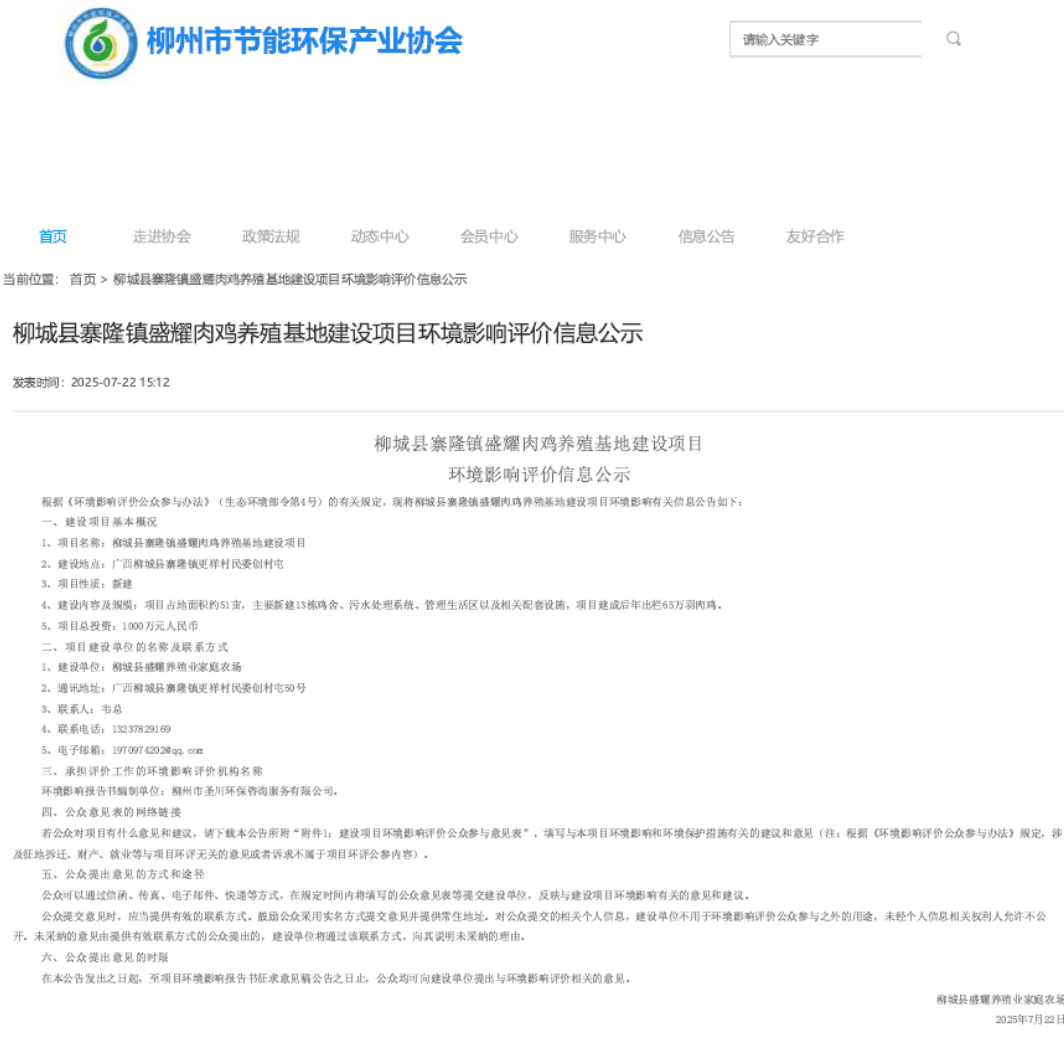 柳州市节能环保产业协会
请输入关键字
首页 走进协会 政策法规 动态中心 会员中心 服务中心 信息公告 友好合作
当前位置： 首页 > 柳城县寨隆镇盛耀肉鸡养殖基地建设项目环境影响评价信息公示
柳城县寨隆镇盛耀肉鸡养殖基地建设项目环境影响评价信息公示
发表时间：2025-07-22 15:12
柳城县寨隆镇盛耀肉鸡养殖基地建设项目
环境影响评价信息公示
根据《环境影响评价公众参与办法》（生态环境部令第4号）的有关规定，现将柳城县寨隆镇盛耀肉鸡养殖基地建设项目环境影响有关信息公告如下：
一、建设项目基本概况
1、项目名称：柳城县寨隆镇盛耀肉鸡养殖基地建设项目
2、建设地点：广西柳城县寨隆镇更祥村民委创村屯
3、项目性质：新建
4、建设内容及规模：项目占地面积约51亩，主要新建13栋鸡舍、污水处理系统、管理生活区以及相关配套设施，项目建成后年出栏65万羽肉鸡。
5、项目总投资：1000万元人民币
二、项目建设单位的名称及联系方式
1、建设单位：柳城县盛耀养殖业家庭农场
2、通讯地址：广西柳城县寨隆镇更祥村民委创村屯50号
3、联系人：韦总
4、联系电话：13237829169
5、电子邮箱：1970974202@qq.com
三、承担评价工作的环境影响评价机构名称
环境影响报告书编制单位：柳州市圣川环保咨询服务有限公司。
四、公众意见表的网络链接
若公众对项目有什么意见和建议，请下载本公告所附“附件1：建设项目环境影响评价公众参与意见表”，填写与本项目环境影响和环境保护措施有关的建议和意见（注：根据《环境影响评价公众参与办法》规定，涉
及征地拆迁、财产、就业等与项目环评无关的意见或者诉求不属于项目环评公参内容）。
五、公众提出意见的方式和途径
公众可以通过信函、传真、电子邮件、快递等方式，在规定时间内将填写的公众意见表等提交建设单位，反映与建设项目环境影响有关的意见和建议。
公众提交意见时，应当提供有效的联系方式。鼓励公众采用实名方式提交意见并提供常住地址。对公众提交的相关个人信息，建设单位不用于环境影响评价公众参与之外的用途，未经个人信息相关权利人允许不公
开。未采纳的意见由提供有效联系方式的公众提出的，建设单位将通过该联系方式，向其说明未采纳的理由。
六、公众提出意见的时限
在本公告发出之日起，至项目环境影响报告书征求意见稿公告之日止，公众均可向建设单位提出与环境影响评价相关的意见。
柳城县盛耀养殖业家庭农场
2025年7月22日